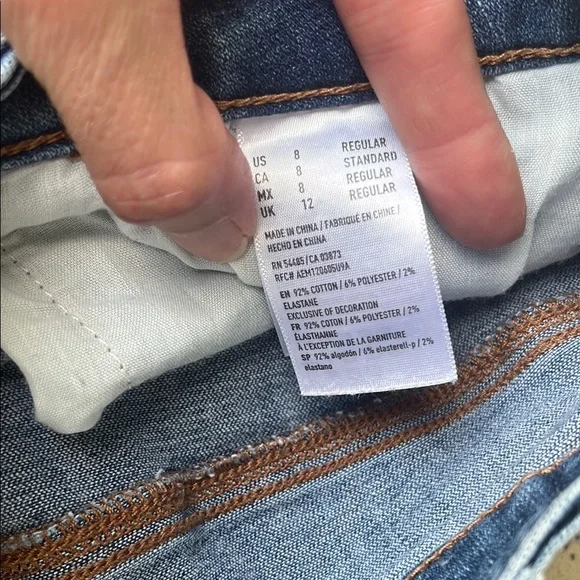 US 8 REGULAR
CA 8 STANDARD
MX 8 REGULAR
UK 12 REGULAR
MADE IN CHINA / FABRIQUÉ EN CHINE /
HECHO EN CHINA
RN 54485 / CA 03873
RFC# AEM120605U9A
EN 92% COTTON / 6% POLYESTER / 2%
ELASTANE
EXCLUSIVE OF DECORATION
FR 92% COTON / 6% POLYESTER / 2%
ÉLASTHANNE
À L'EXCEPTION DE LA GARNITURE
SP 92% algodón / 6% elasterell-p / 2%
elastano